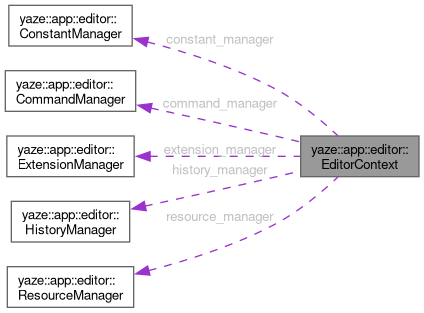 yaze::app::editor::
ConstantManager
constant_manager
yaze::app::editor::
CommandManager
command_manager
yaze::app::editor::
ExtensionManager
extension_manager
yaze::app::editor::
EditorContext
history_manager
yaze::app::editor::
HistoryManager
resource_manager
yaze::app::editor::
ResourceManager